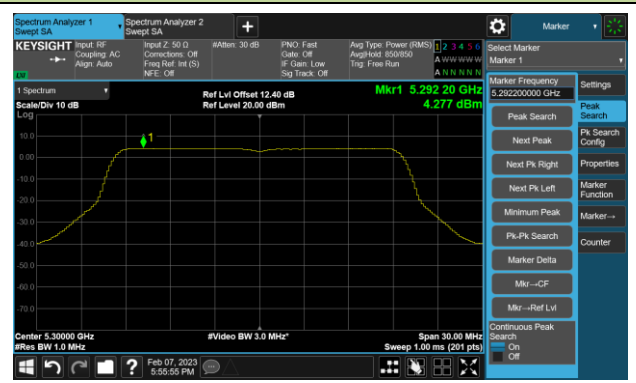 Spectrum Analyzer 1
Swept SA
Spectrum Analyzer 2
Swept SA
+
Marker
KEYSIGHT
Input: RF
Coupling: AC
Align: Auto
Input Z: 50 Ω
Corrections: Off
Freq Ref: Int (S)
NFE: Off
#Atten: 30 dB
PNO: Fast
Gate: Off
IF Gain: Low
Sig Track: Off
Avg Type: Power (RMS)
Avg|Hold: 850/850
Trig: Free Run
1 2 3 4 5 6
A W W W W W
A N N N N N
Select Marker
Marker 1
1 Spectrum
Scale/Div 10 dB
Log
Ref Lvl Offset 12.40 dB
Ref Level 20.00 dBm
Mkr1 5.292 20 GHz
4.277 dBm
10.0
0.00
-10.0
-20.0
-30.0
-40.0
-50.0
-60.0
-70.0
1
Center 5.30000 GHz
#Res BW 1.0 MHz
#Video BW 3.0 MHz*
Span 30.00 MHz
Sweep 1.00 ms (201 pts)
Marker Frequency
5.292200000 GHz
Peak Search
Next Peak
Next Pk Right
Next Pk Left
Minimum Peak
Pk-Pk Search
Marker Delta
Mkr→CF
Mkr→Ref Lvl
Continuous Peak
Search
On
Off
Settings
Peak
Search
Pk Search
Config
Properties
Marker
Function
Marker→
Counter
?
Feb 07, 2023
5:55:55 PM